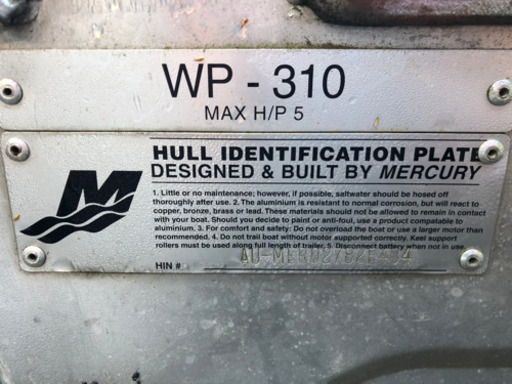 WP - 310
MAX H/P 5
M
HULL IDENTIFICATION PLATE
DESIGNED & BUILT BY MERCURY
1. Little or no maintenance; however, if possible, saltwater should be hosed off
thoroughly after use. 2. The aluminium is resistant to normal corrosion, but will react to
copper, bronze, brass or lead. These materials should not be allowed to remain in contact
with your boat. Should you decide to paint or anti-foul, use a product compatable to
aluminium. 3. For comfort and safety: Do not overload the boat or use a larger motor than
recommended. 4. Do not trail boat without motor supported correctly. Keel support
rollers must be used along full length of trailer. 5. Disconnect battery when not in use.
HIN #